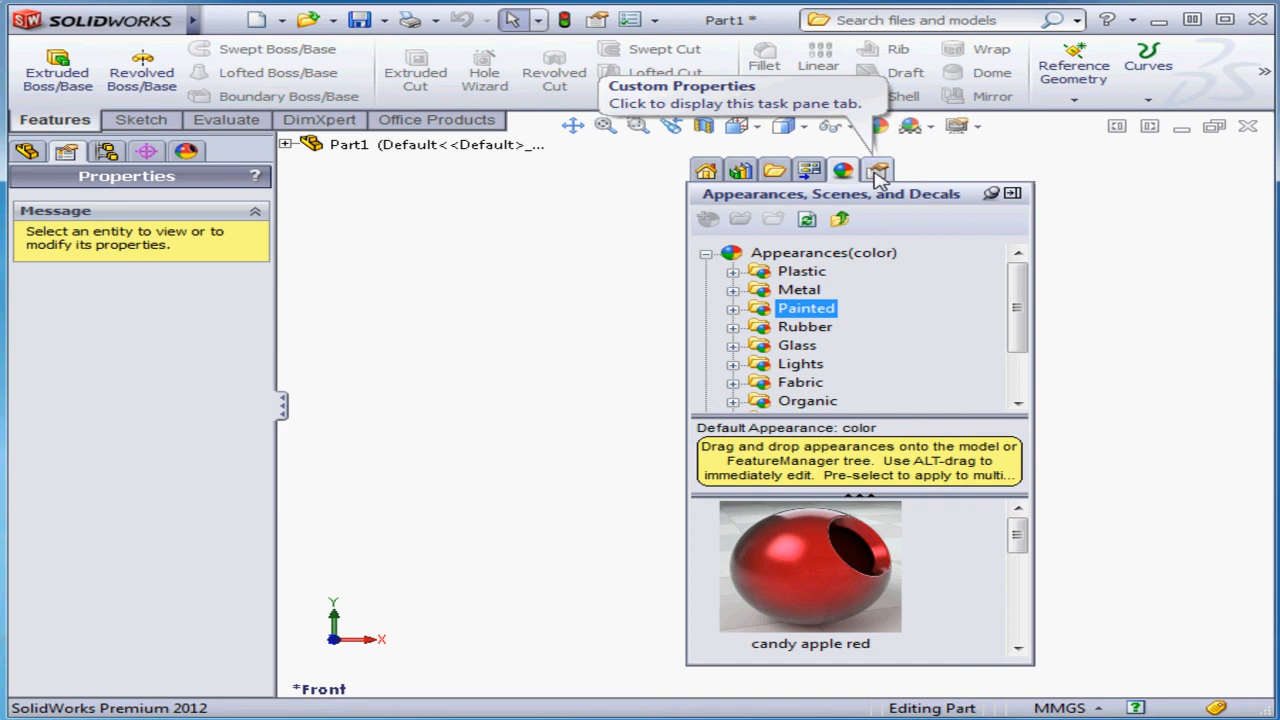 SOLIDWORKS
Part1 *
Search files and models
Extruded
Boss/Base
Revolved
Boss/Base
Swept Boss/Base
Lofted Boss/Base
Boundary Boss/Base
Extruded
Cut
Hole
Wizard
Revolved
Cut
Swept Cut
Lofted Cut
Fillet
Linear
Rib
Draft
Shell
Wrap
Dome
Mirror
Reference
Geometry
Curves
Custom Properties
Click to display this task pane tab.
Features
Sketch
Evaluate
DimXpert
Office Products
Part1 (Default<<Default>_...
Properties
?
Message
Select an entity to view or to
modify its properties.
Appearances, Scenes, and Decals
Appearances(color)
Plastic
Metal
Painted
Rubber
Glass
Lights
Fabric
Organic
Default Appearance: color
Drag and drop appearances onto the model or
FeatureManager tree. Use ALT-drag to
immediately edit. Pre-select to apply to multi...
candy apple red
Y
X
*Front
SolidWorks Premium 2012
Editing Part
MMGS
?